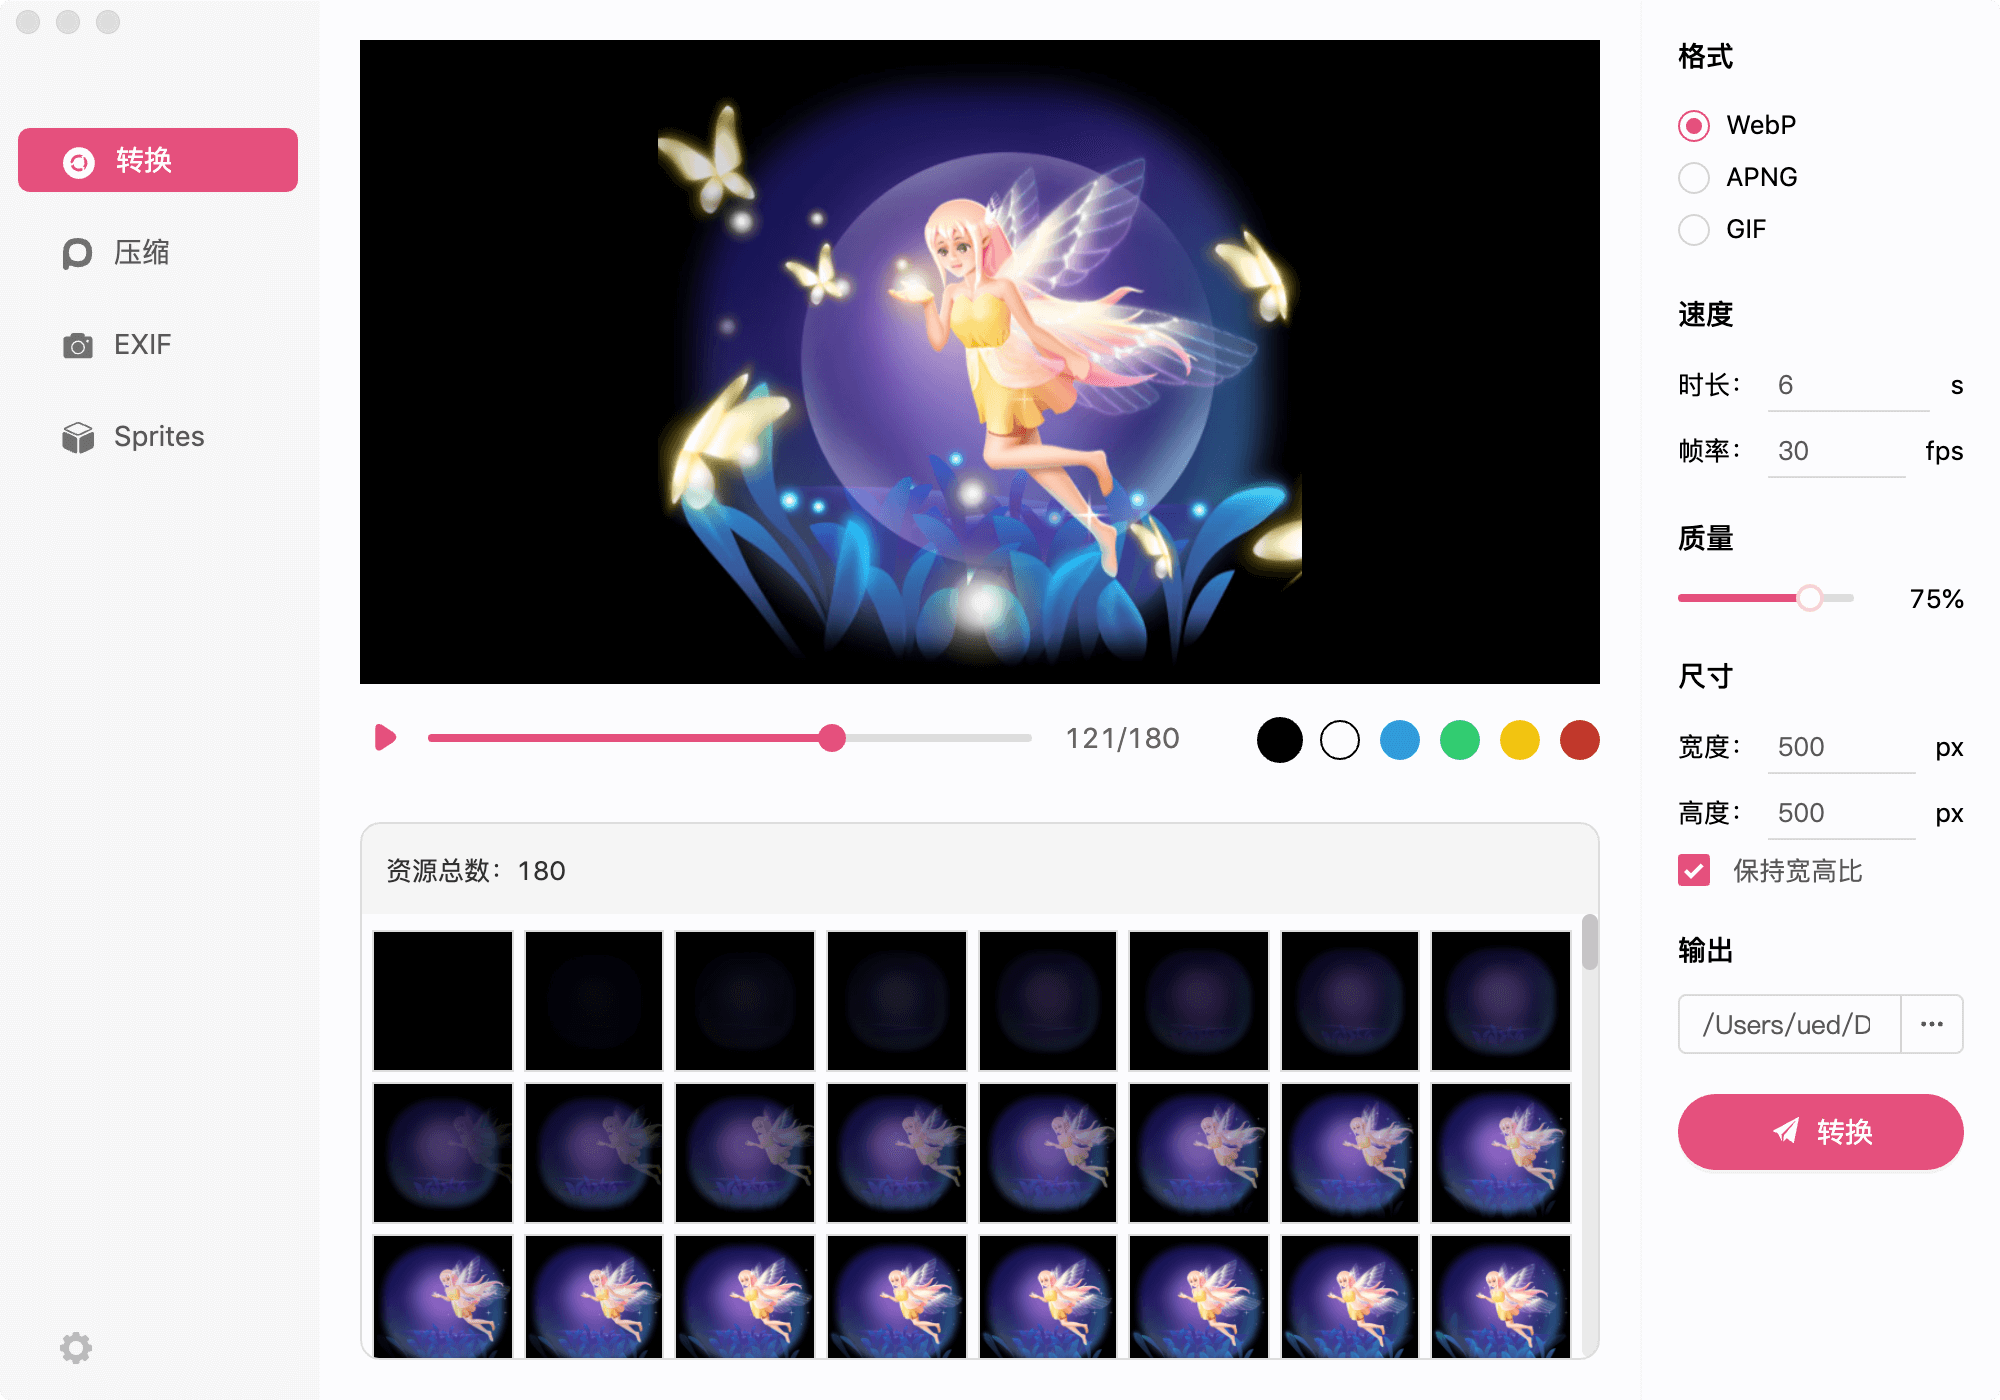 转换
压缩
EXIF
Sprites
121/180
资源总数：180
格式
WebP
APNG
GIF
速度
时长： 6 s
帧率： 30 fps
质量
75%
尺寸
宽度： 500 px
高度： 500 px
保持宽高比
输出
/Users/ued/D ···
转换